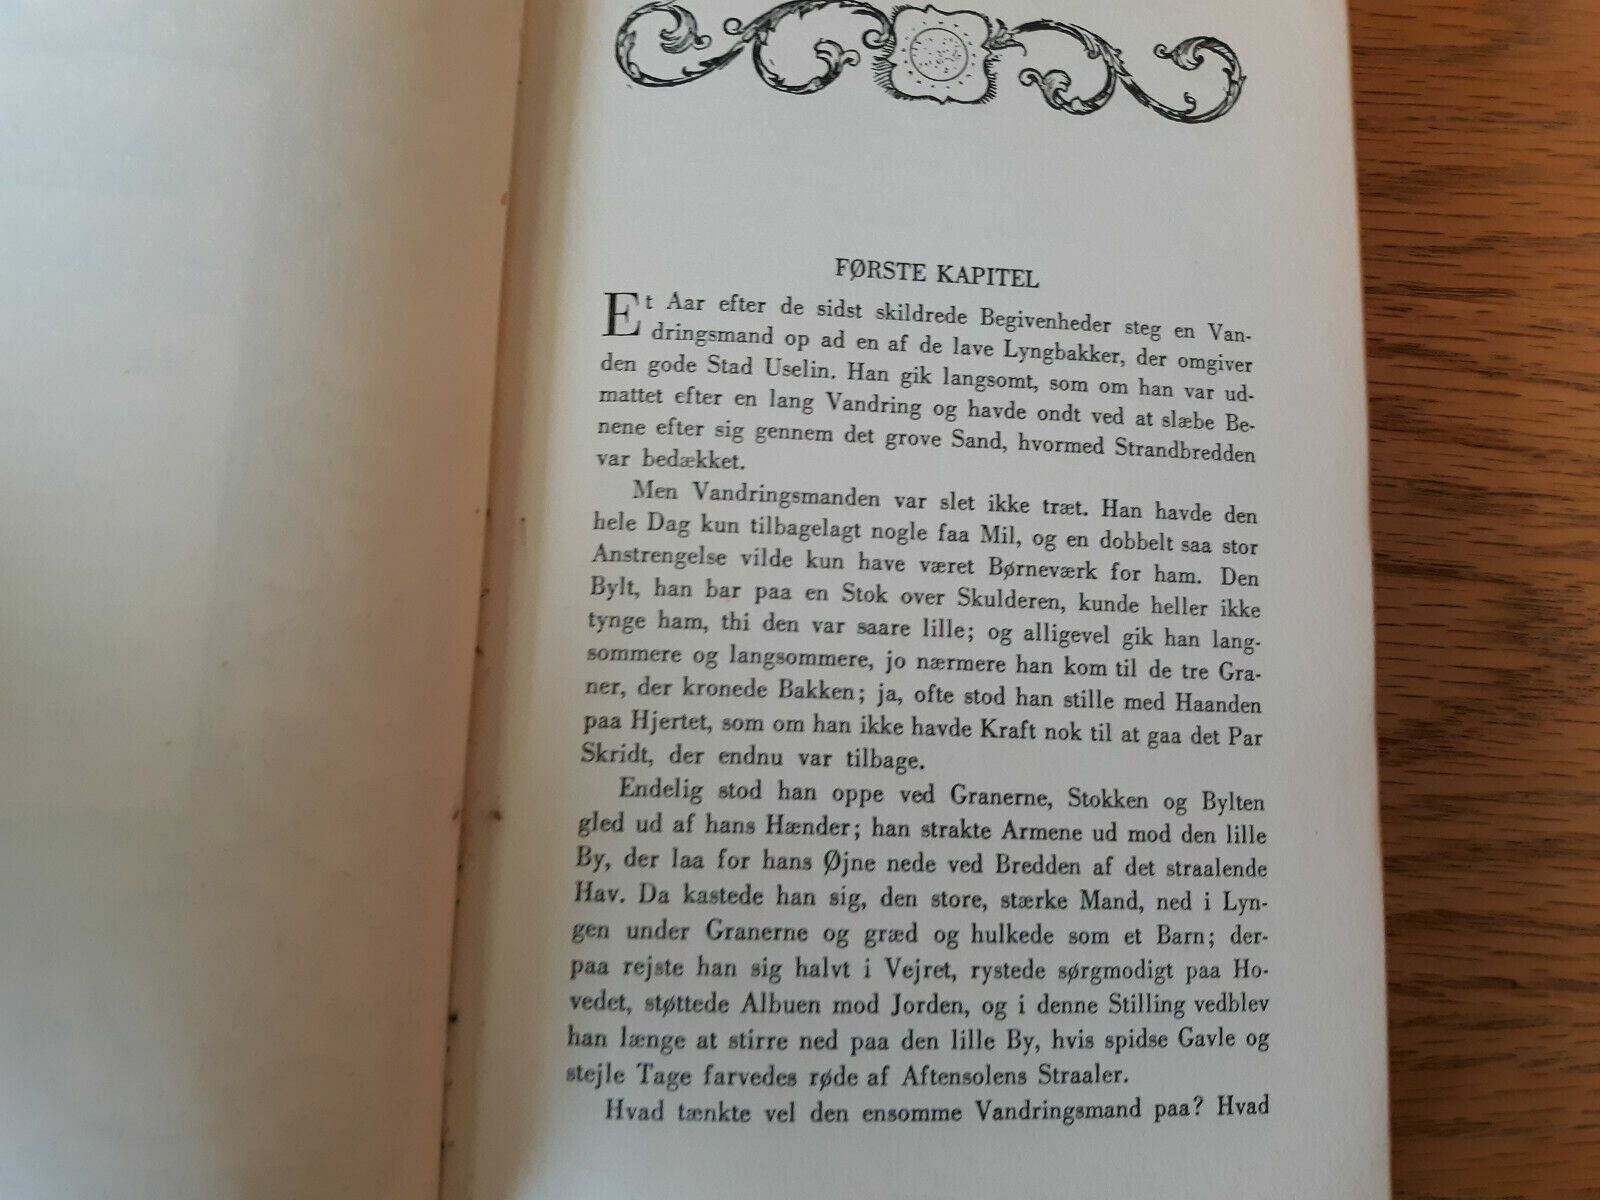 FØRSTE KAPITEL
Et Aar efter de sidst skildrede Begivenheder steg en Van-
dringsmand op ad en af de lave Lyngbakker, der omgiver
den gode Stad Uselin. Han gik langsomt, som om han var ud-
mattet efter en lang Vandring og havde ondt ved at slæbe Be-
nene efter sig gennem det grove Sand, hvormed Strandbredden
var bedækket.
Men Vandringsmanden var slet ikke træt. Han havde den
hele Dag kun tilbagelagt nogle faa Mil, og en dobbelt saa stor
Anstrengelse vilde kun have været Børneværk for ham. Den
Bylt, han bar paa en Stok over Skulderen, kunde heller ikke
tynge ham, thi den var saare lille; og alligevel gik han lang-
sommere og langsommere, jo nærmere han kom til de tre Gra-
ner, der kronede Bakken; ja, ofte stod han stille med Haanden
paa Hjertet, som om han ikke havde Kraft nok til at gaa det Par
Skridt, der endnu var tilbage.
Endelig stod han oppe ved Granerne, Stokken og Bylten
gled ud af hans Hænder; han strakte Armene ud mod den lille
By, der laa for hans Øjne nede ved Bredden af det straalende
Hav. Da kastede han sig, den store, stærke Mand, ned i Lyn-
gen under Granerne og græd og hulkede som et Barn; der-
paa rejste han sig halvt i Vejret, rystede sørgmodigt paa Ho-
vedet, støttede Albuen mod Jorden, og i denne Stilling vedblev
han længe at stirre ned paa den lille By, hvis spidse Gavle og
stejle Tage farvedes røde af Aftensolens Straaler.
Hvad tænkte vel den ensomme Vandringsmand paa? Hvad